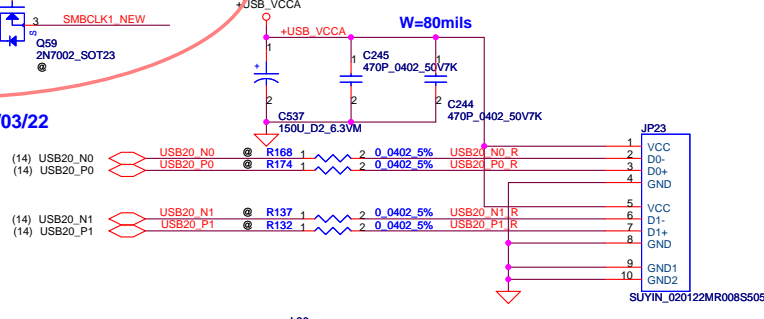 +USB_VCCA
3 SMBCLK1_NEW
S
Q59
2N7002_SOT23
@
+USB_VCCA
W=80mils
1 1 1
+
C245
470P_0402_50V7K
2 2 2
C244
470P_0402_50V7K
C537
150U_D2_6.3VM
/03/22
JP23
(14) USB20_N0 USB20_N0 @ R168 1 2 0_0402_5% USB20_N0_R
(14) USB20_P0 USB20_P0 @ R174 1 2 0_0402_5% USB20_P0_R
1 VCC
2 D0-
3 D0+
4 GND
(14) USB20_N1 USB20_N1 @ R137 1 2 0_0402_5% USB20_N1_R
(14) USB20_P1 USB20_P1 @ R132 1 2 0_0402_5% USB20_P1_R
5 VCC
6 D1-
7 D1+
8 GND
9 GND1
10 GND2
SUYIN_020122MR008S505